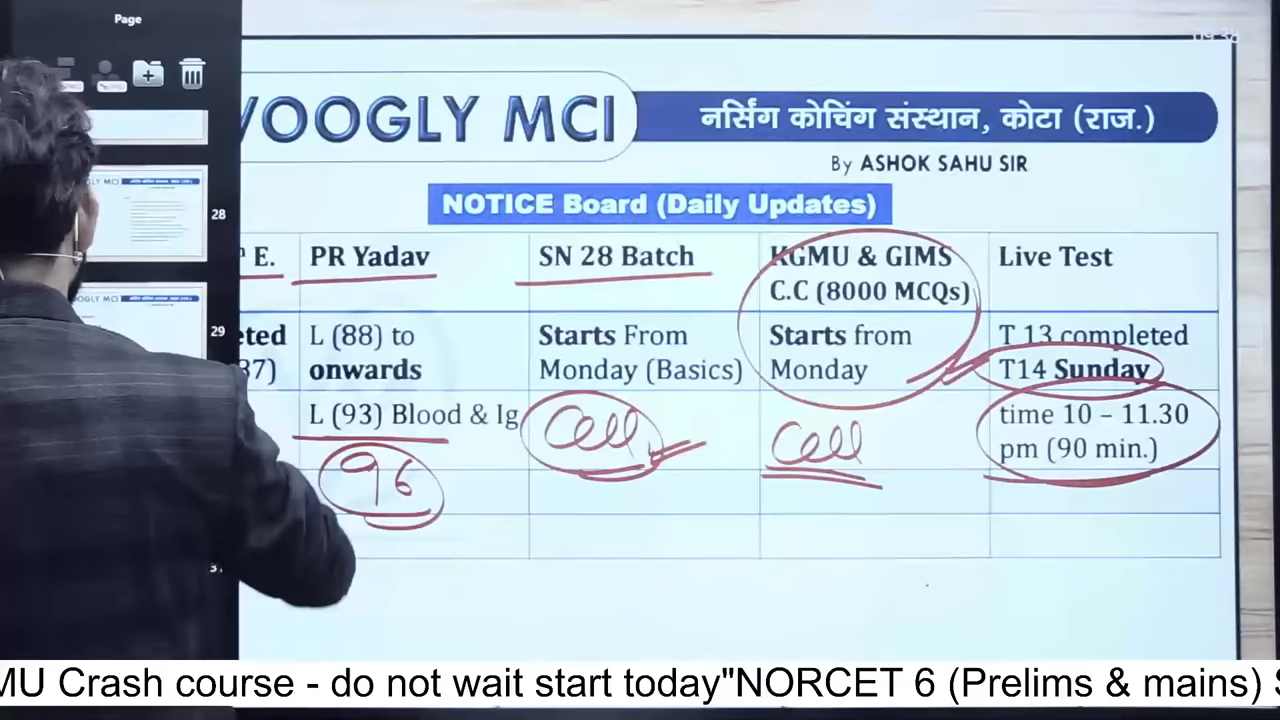 Page
VOOGLY MCI
नर्सिंग कोचिंग संस्थान, कोटा (राज.)
By ASHOK SAHU SIR
NOTICE Board (Daily Updates)
28
29
E.
PR Yadav
SN 28 Batch
KGMU & GIMS
C.C (8000 MCQs)
Live Test
L (88) to
onwards
Starts From
Monday (Basics)
Starts from
Monday
T 13 completed
T14 Sunday
L (93) Blood & Ig
96
Cell
Cell
time 10 – 11.30
pm (90 min.)
MU Crash course - do not wait start today"NORCET 6 (Prelims & mains)